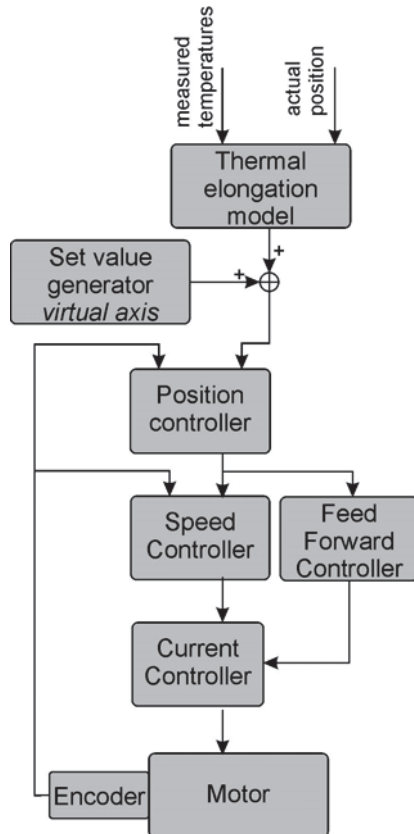 measured
temperatures
actual
position
Thermal
elongation
model
+
Set value
generator
virtual axis
+
Position
controller
Speed
Controller
Feed
Forward
Controller
Current
Controller
Encoder
Motor